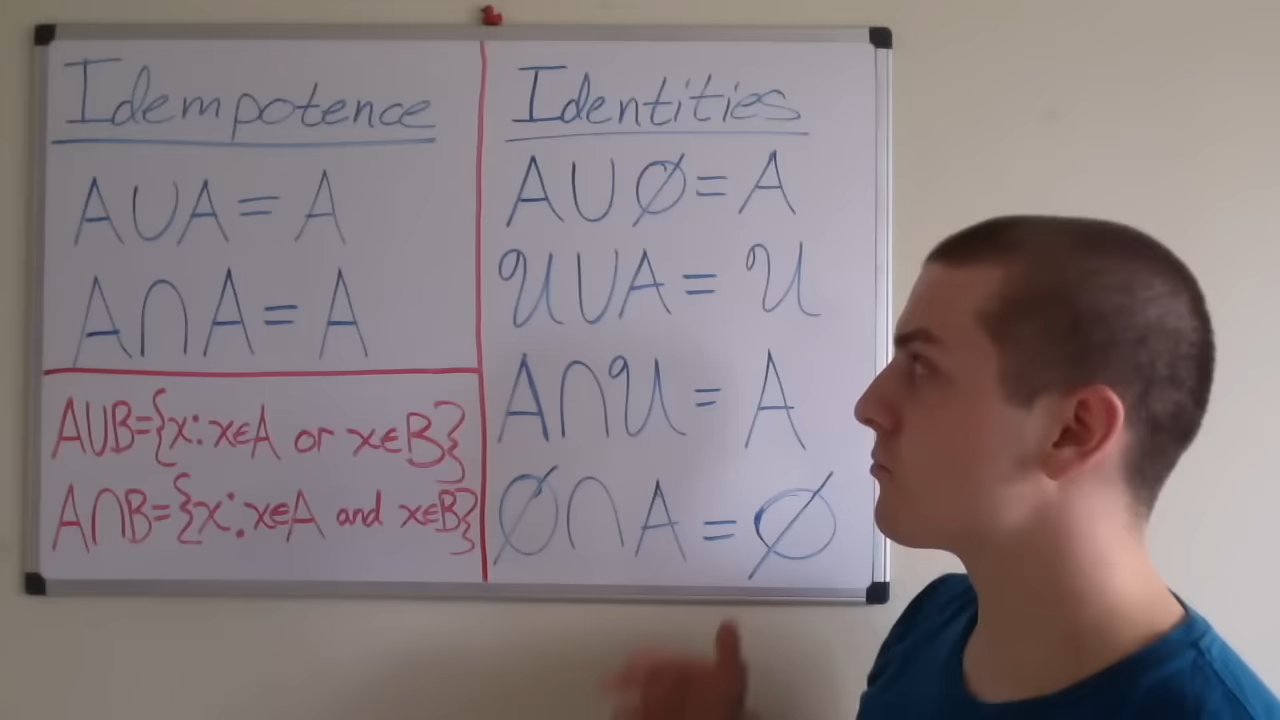 Idempotence
A∪A = A
A∩A = A
A∪B={x: x∈A or x∈B}
A∩B={x: x∈A and x∈B}
Identities
A∪∅ = A
𝒰∪A = 𝒰
A∩𝒰 = A
∅∩A = ∅